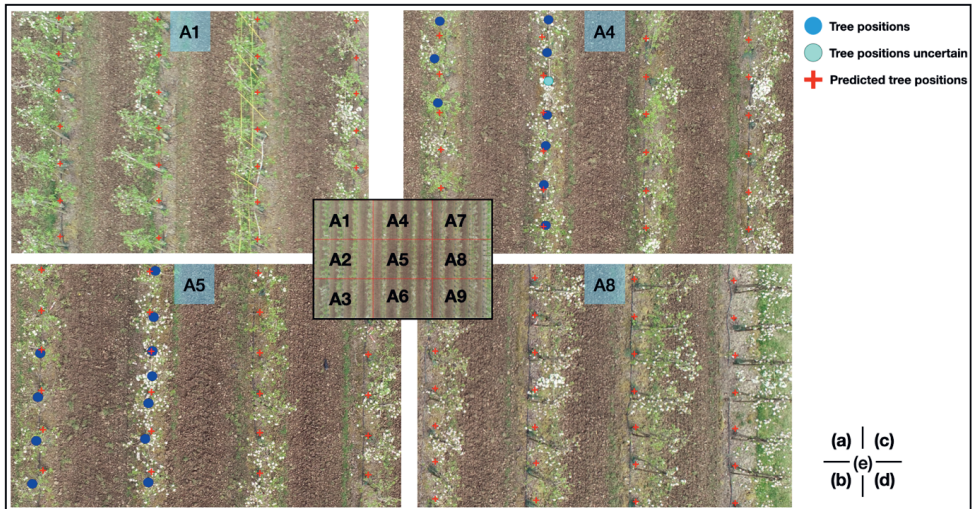 A1
A4
Tree positions
Tree positions uncertain
Predicted tree positions
A1 A4 A7
A2 A5 A8
A3 A6 A9
A5
A8
(a) (c)
(e)
(b) (d)